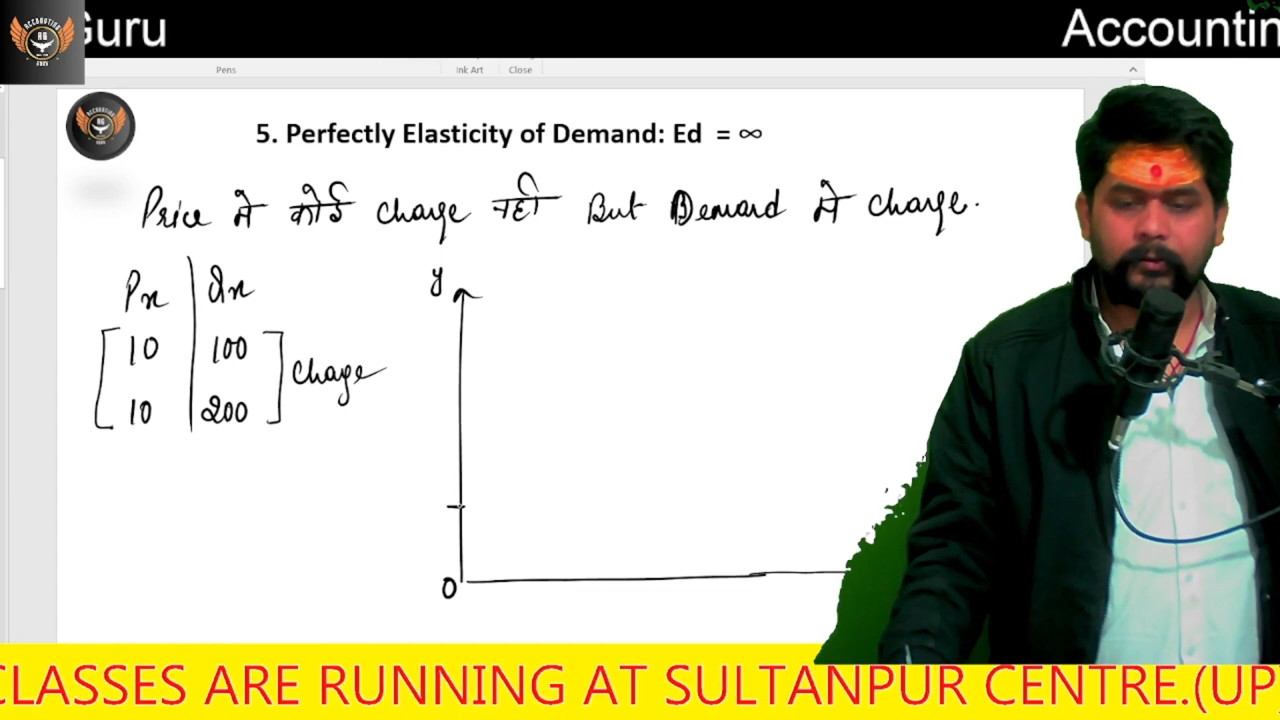 Guru
Accountin
Pens
Ink Art
Close
5. Perfectly Elasticity of Demand: Ed = ∞
Price मे कोई change नही But Demand मे change.
Px | Qx
10 | 100
10 | 200
Change
y
0
CLASSES ARE RUNNING AT SULTANPUR CENTRE.(UP